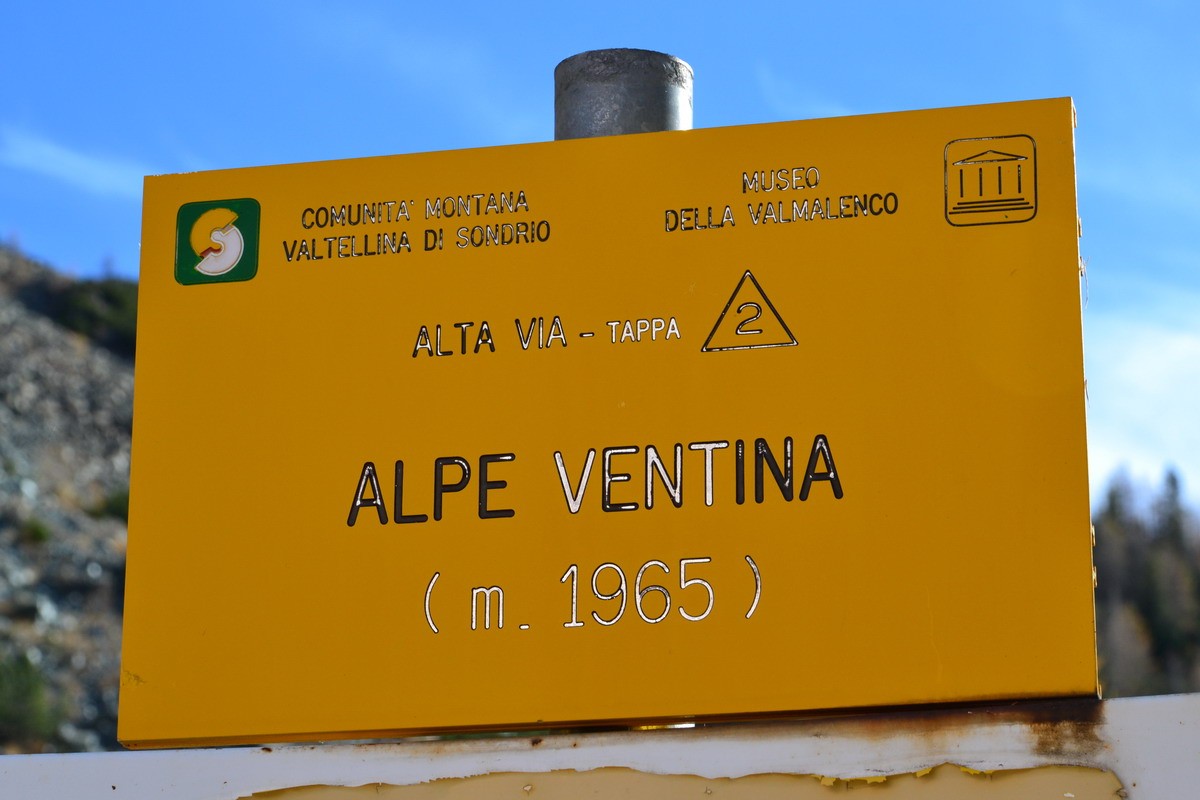 COMUNITA' MONTANA
VALTELLINA DI SONDRIO
MUSEO
DELLA VALMALENCO
ALTA VIA - TAPPA 2
ALPE VENTINA
( m. 1965 )